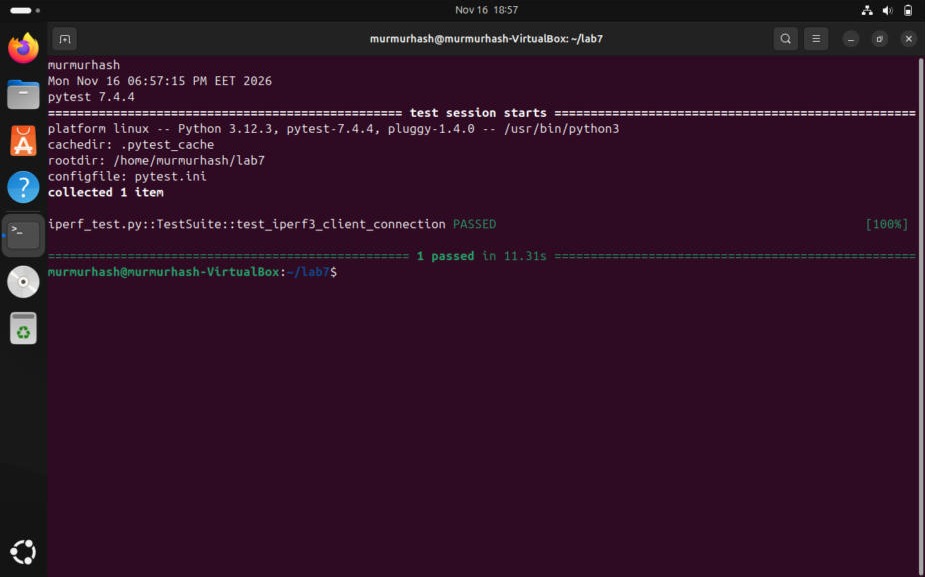 Nov 16 18:57
murmurhash@murmurhash-VirtualBox: ~/lab7
murmurhash
Mon Nov 16 06:57:15 PM EET 2026
pytest 7.4.4
================================================= test session starts ==================================================
platform linux -- Python 3.12.3, pytest-7.4.4, pluggy-1.4.0 -- /usr/bin/python3
cachedir: .pytest_cache
rootdir: /home/murmurhash/lab7
configfile: pytest.ini
collected 1 item
iperf_test.py::TestSuite::test_iperf3_client_connection PASSED [100%]
================================================== 1 passed in 11.31s ==================================================
murmurhash@murmurhash-VirtualBox:~/lab7$